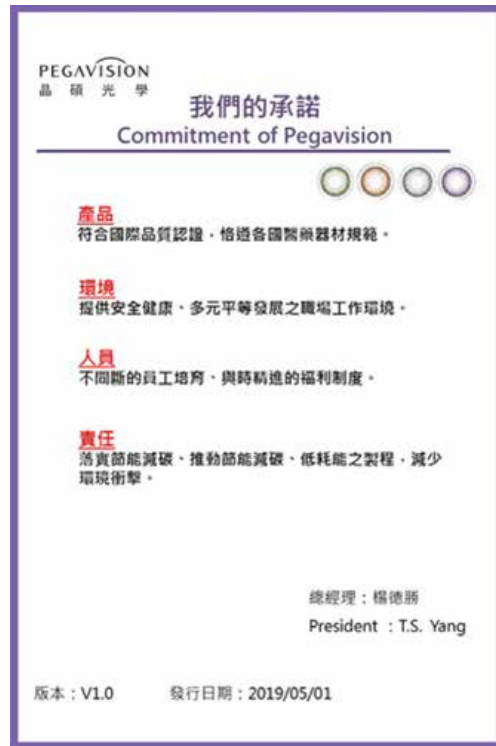 PEGAVISION
晶碩光學
我們的承諾
Commitment of Pegavision
產品
符合國際品質認證，恪遵各國醫藥器材規範。
環境
提供安全健康、多元平等發展之職場工作環境。
人員
不間斷的員工培育、與時精進的福利制度。
責任
落實節能減碳、推動節能減碳、低耗能之製程，減少
環境衝擊。
總經理：楊德勝
President ：T.S. Yang
版本：V1.0 發行日期：2019/05/01